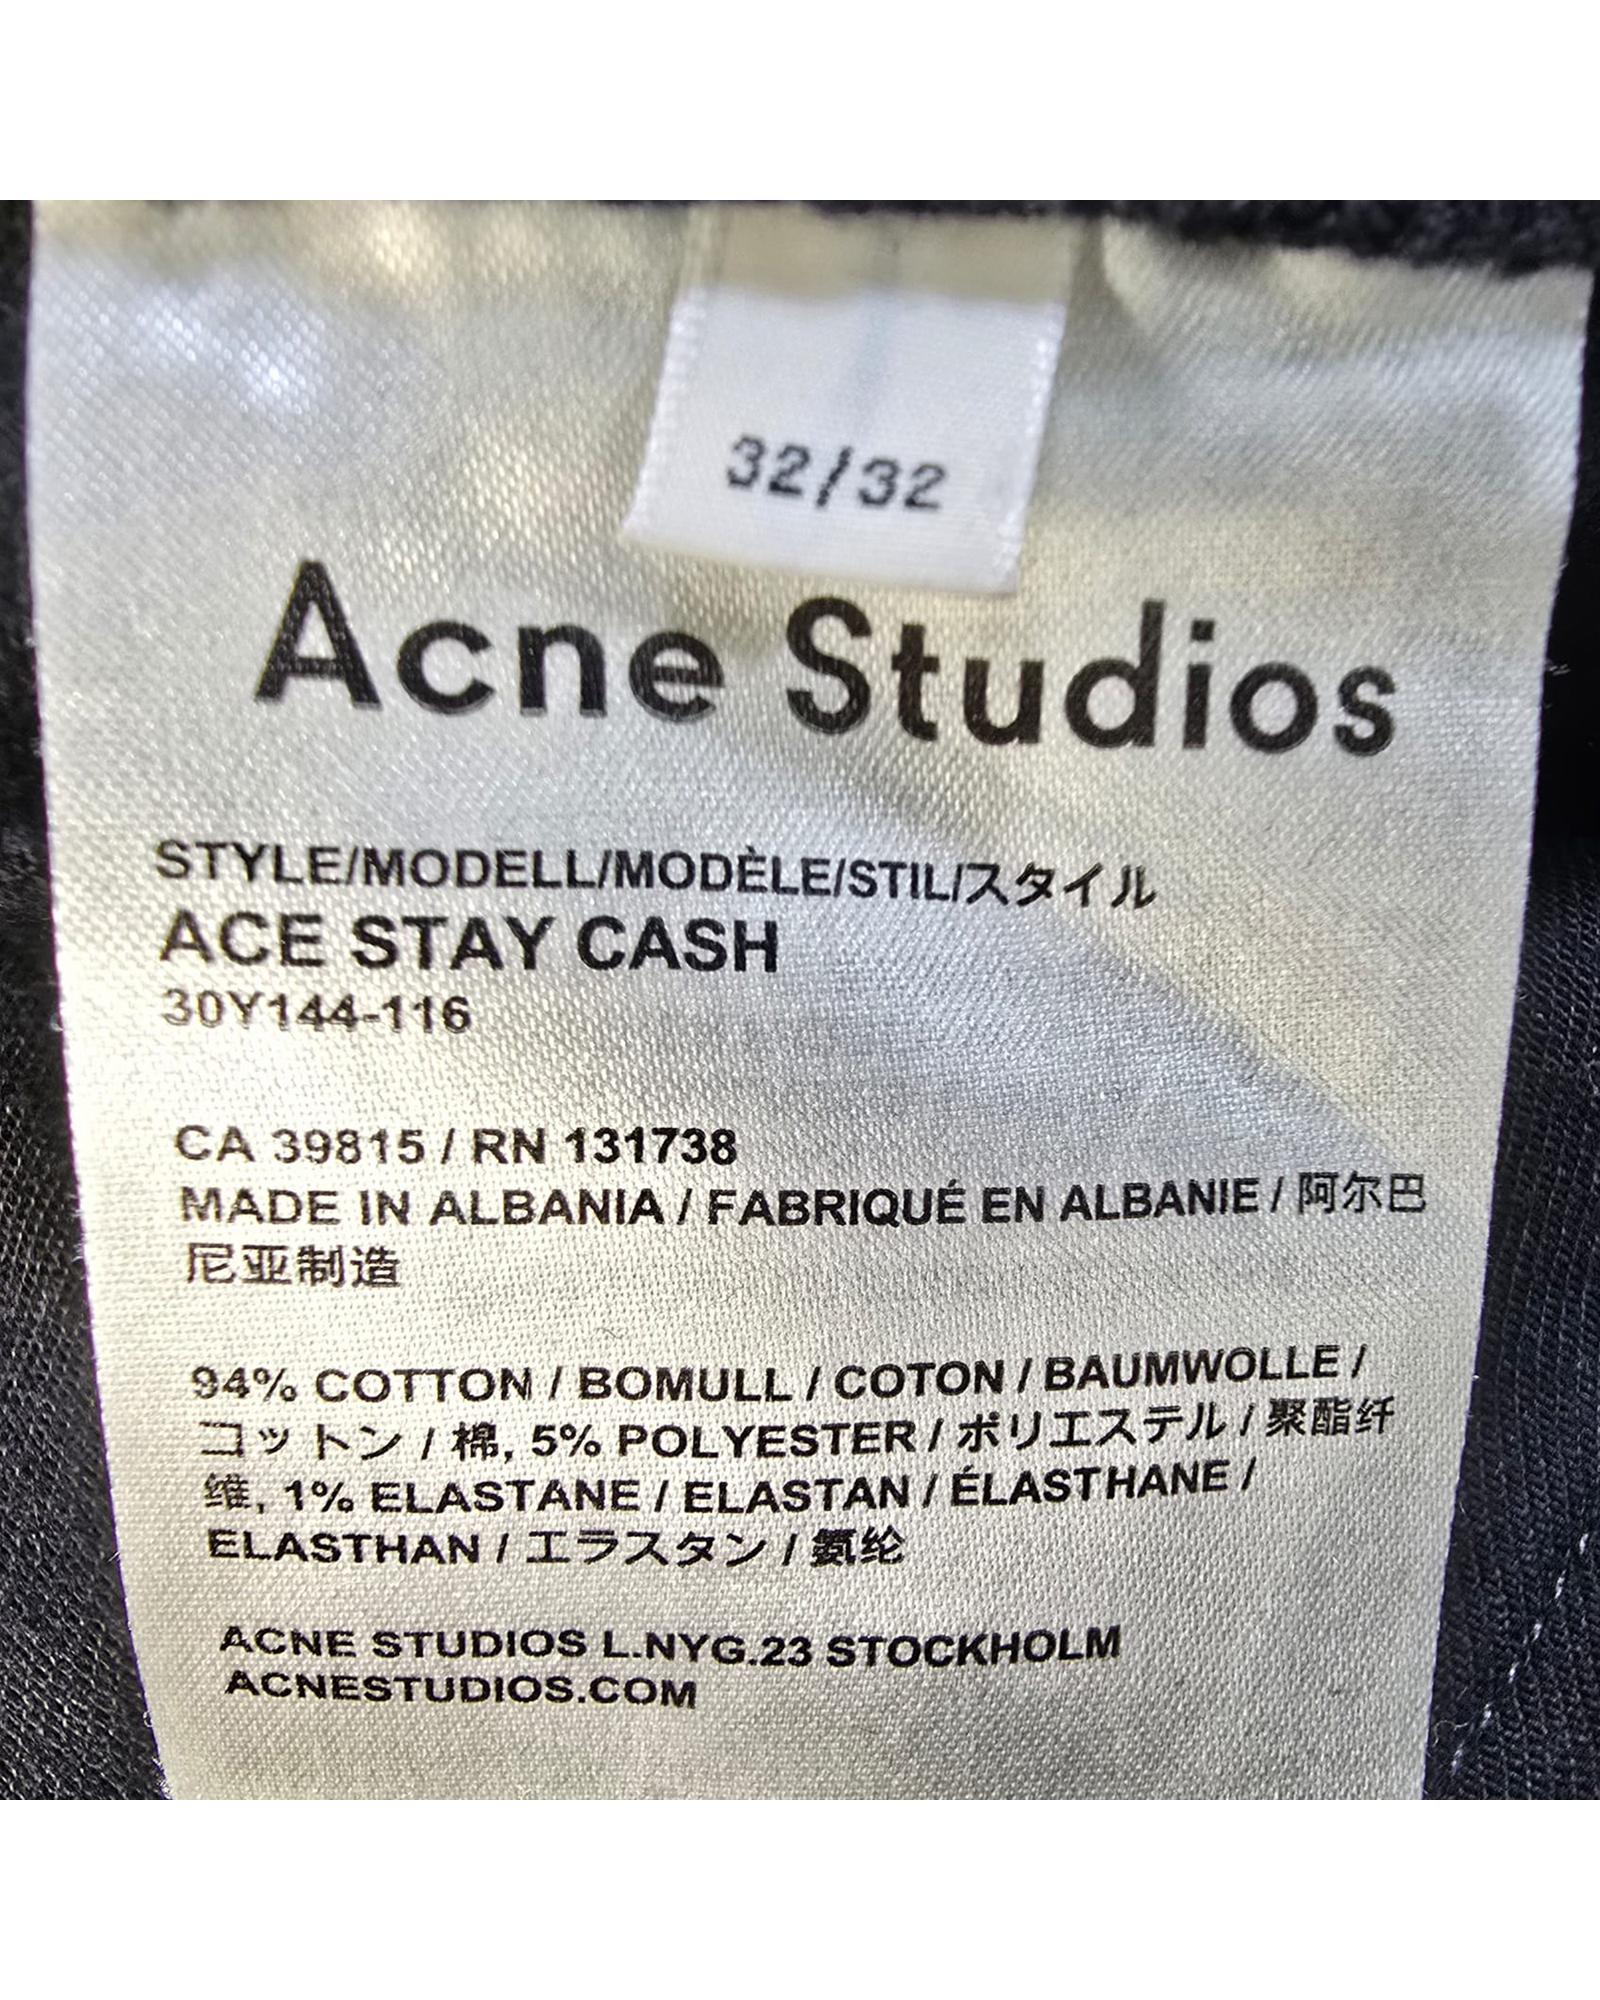 32/32
Acne Studios
STYLE/MODELL/MODÈLE/STIL/スタイル
ACE STAY CASH
30Y144-116
CA 39815 / RN 131738
MADE IN ALBANIA / FABRIQUÉ EN ALBANIE / 阿尔巴
尼亚制造
94% COTTON / BOMULL / COTON / BAUMWOLLE /
コットン / 棉, 5% POLYESTER / ポリエステル / 聚酯纤
维, 1% ELASTANE / ELASTAN / ÉLASTHANE /
ELASTHAN / エラスタン / 氨纶
ACNE STUDIOS L.NYG.23 STOCKHOLM
ACNESTUDIOS.COM